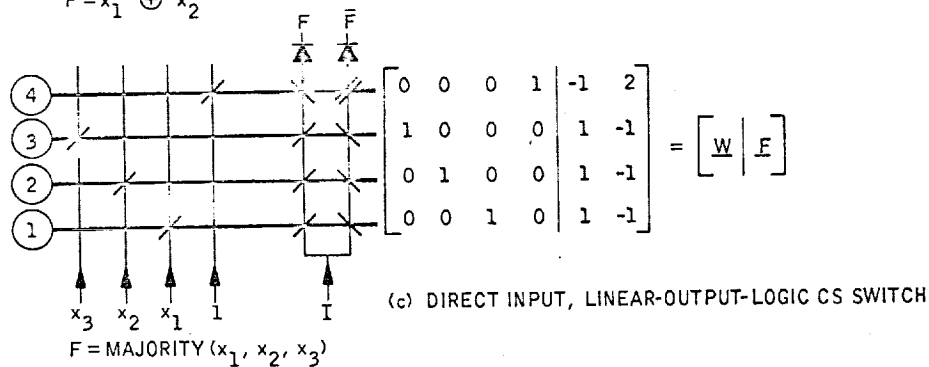 F = x1 ⊕ x2
F F̄
4 0 0 0 1 -1 2
3 1 0 0 0 1 -1
2 0 1 0 0 1 -1
1 0 0 1 0 1 -1
= [ W | F ]
x3 x2 x1 1 I
(c) DIRECT INPUT, LINEAR-OUTPUT-LOGIC CS SWITCH
F = MAJORITY (x1, x2, x3)